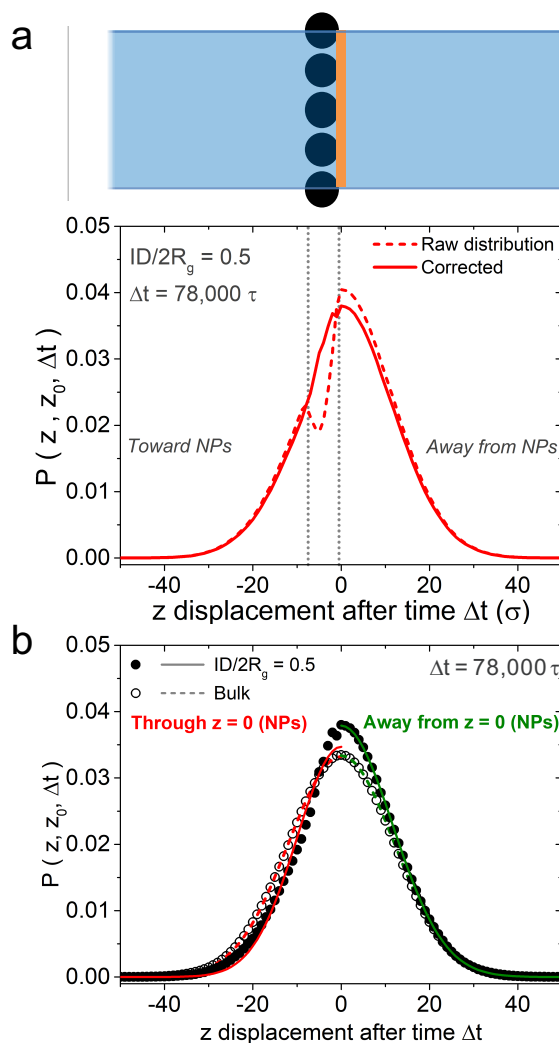 a
0.05
0.04
0.03
0.02
0.01
0.00
P ( z , z₀, Δt )
ID/2Rg = 0.5
Δt = 78,000 τ
Raw distribution
Corrected
Toward NPs
Away from NPs
-40 -20 0 20 40
z displacement after time Δt (σ)
b
0.05
0.04
0.03
0.02
0.01
0.00
P ( z, z₀, Δt )
ID/2Rg = 0.5
Bulk
Δt = 78,000 τ
Through z = 0 (NPs)
Away from z = 0 (NPs)
-40 -20 0 20 40
z displacement after time Δt